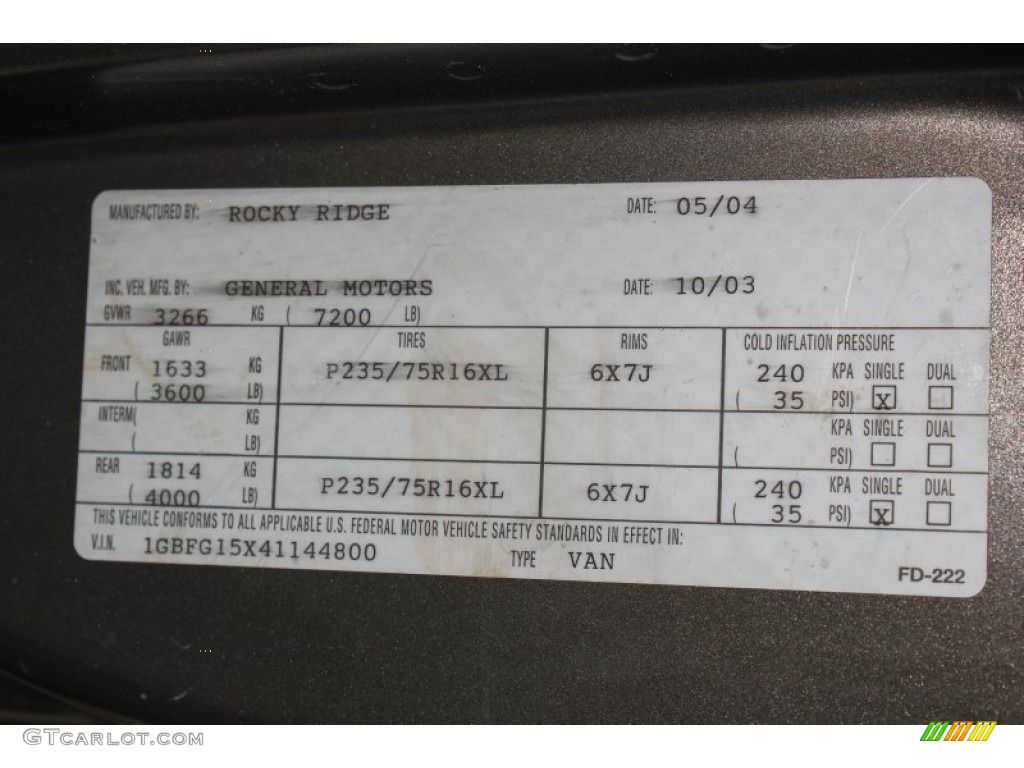 MANUFACTURED BY: ROCKY RIDGE DATE: 05/04
INC. VEH. MFG. BY: GENERAL MOTORS DATE: 10/03
GVWR 3266 KG ( 7200 LB)
GAWR TIRES RIMS COLD INFLATION PRESSURE
FRONT 1633 KG P235/75R16XL 6X7J 240 KPA SINGLE DUAL
( 3600 LB) ( 35 PSI) X
INTERM( KG KPA SINGLE DUAL
( LB) ( PSI)
REAR 1814 KG P235/75R16XL 6X7J 240 KPA SINGLE DUAL
( 4000 LB) ( 35 PSI) X
THIS VEHICLE CONFORMS TO ALL APPLICABLE U.S. FEDERAL MOTOR VEHICLE SAFETY STANDARDS IN EFFECT IN:
V.I.N. 1GBFG15X41144800 TYPE VAN
FD-222
GTCARLOT.COM